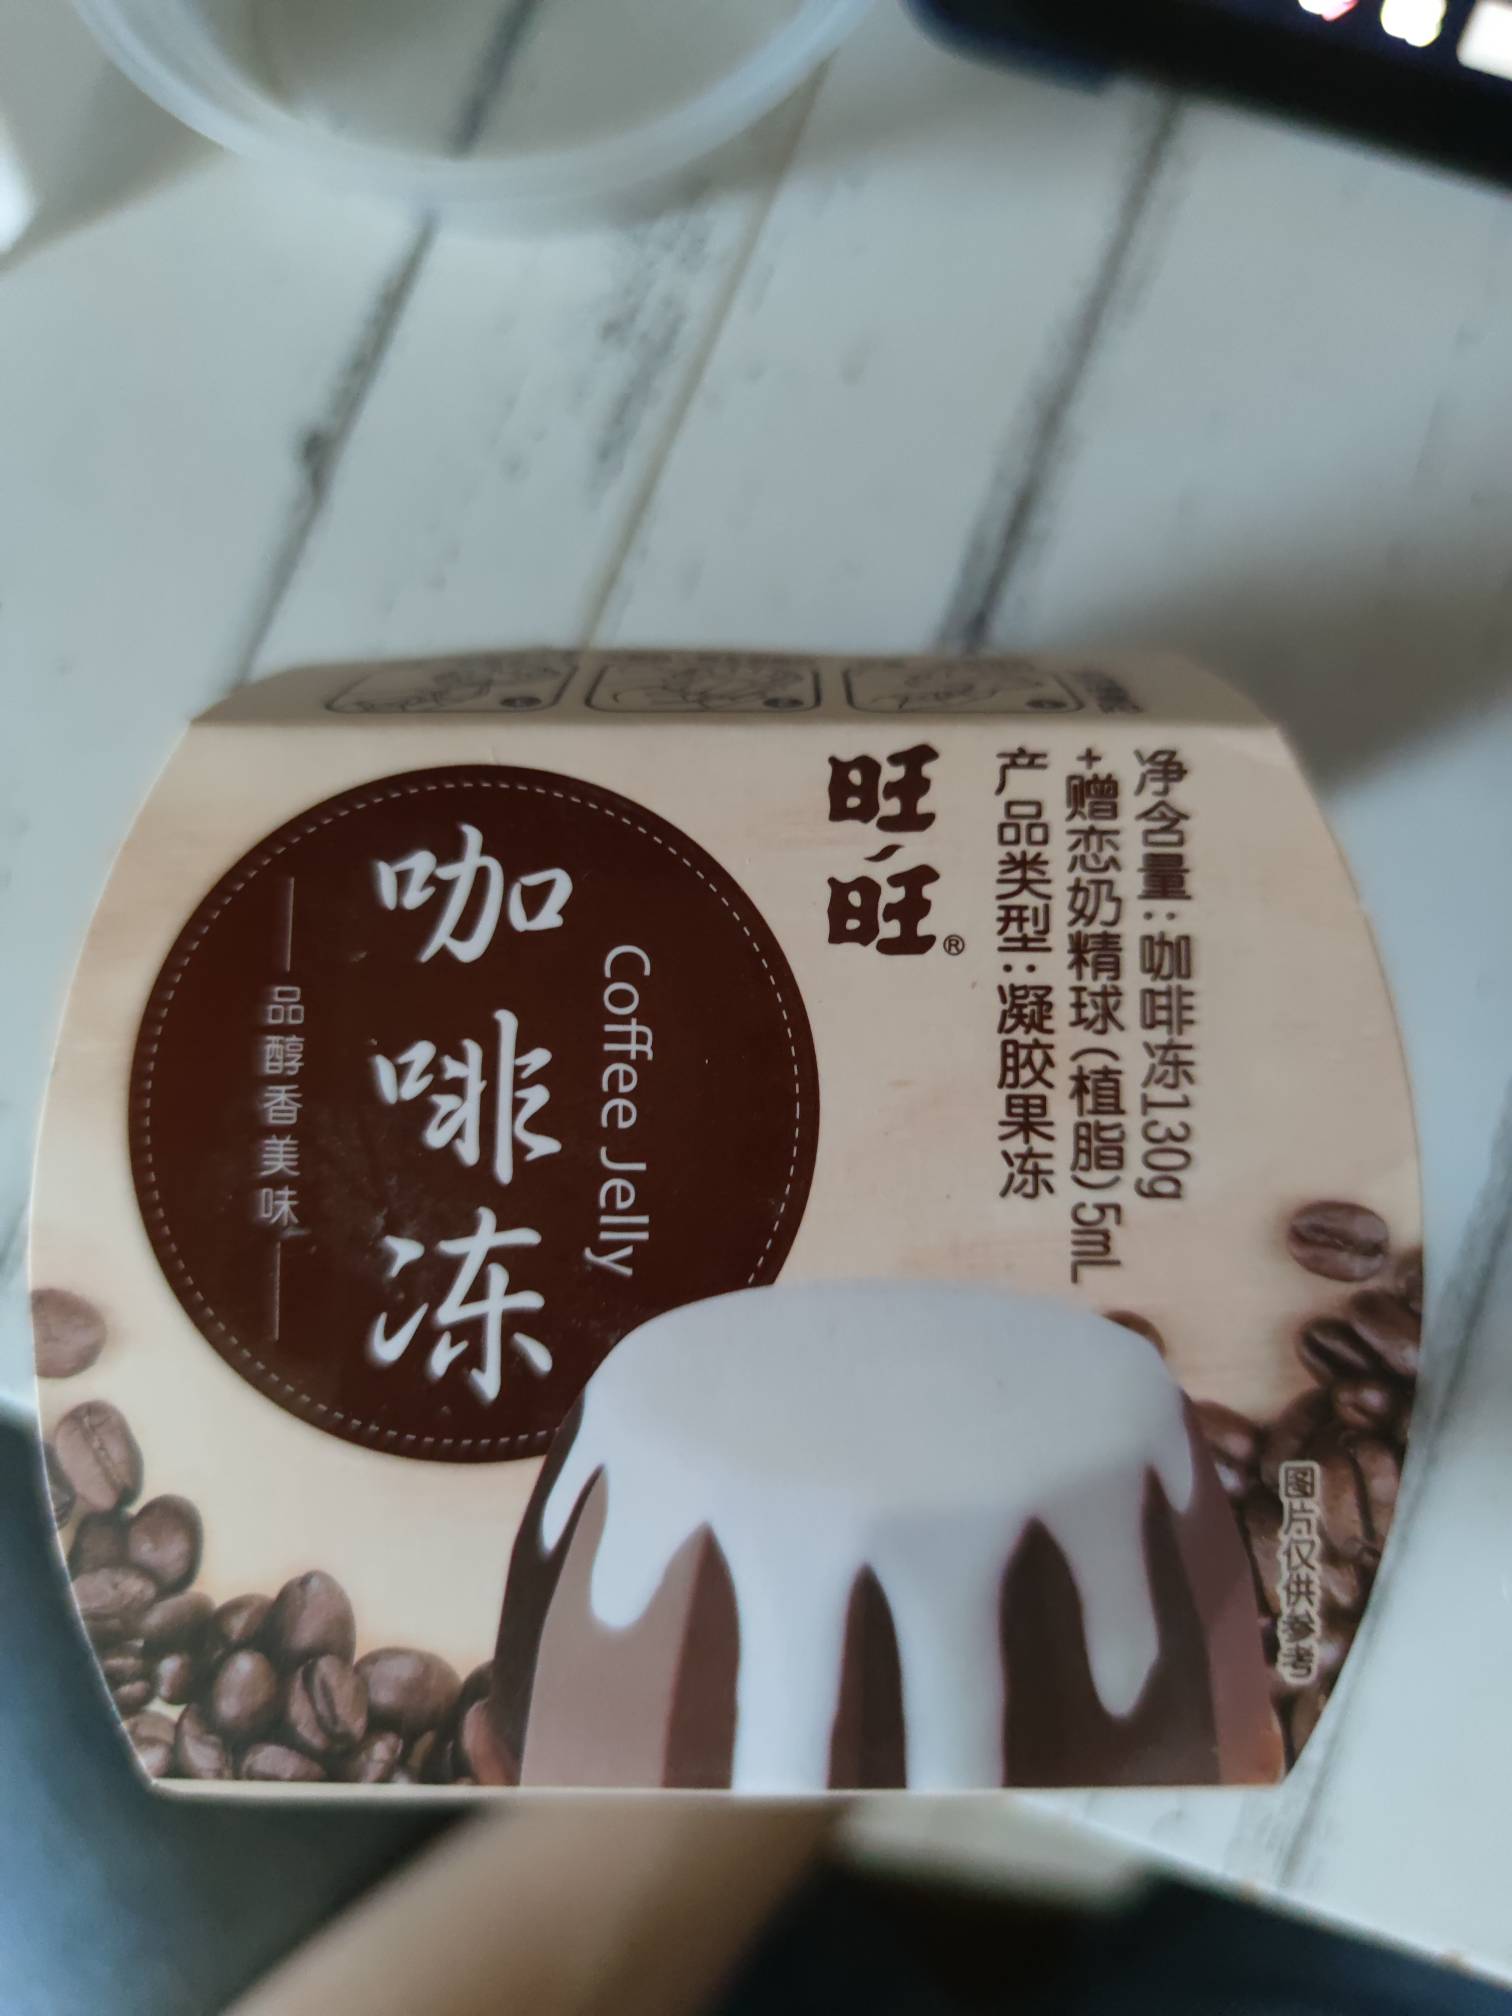 净含量:咖啡冻130g
+赠恋奶精球(植脂)5mL
产品类型:凝胶果冻
旺旺®
Coffee Jelly
咖啡冻
品醇香美味
图片仅供参考